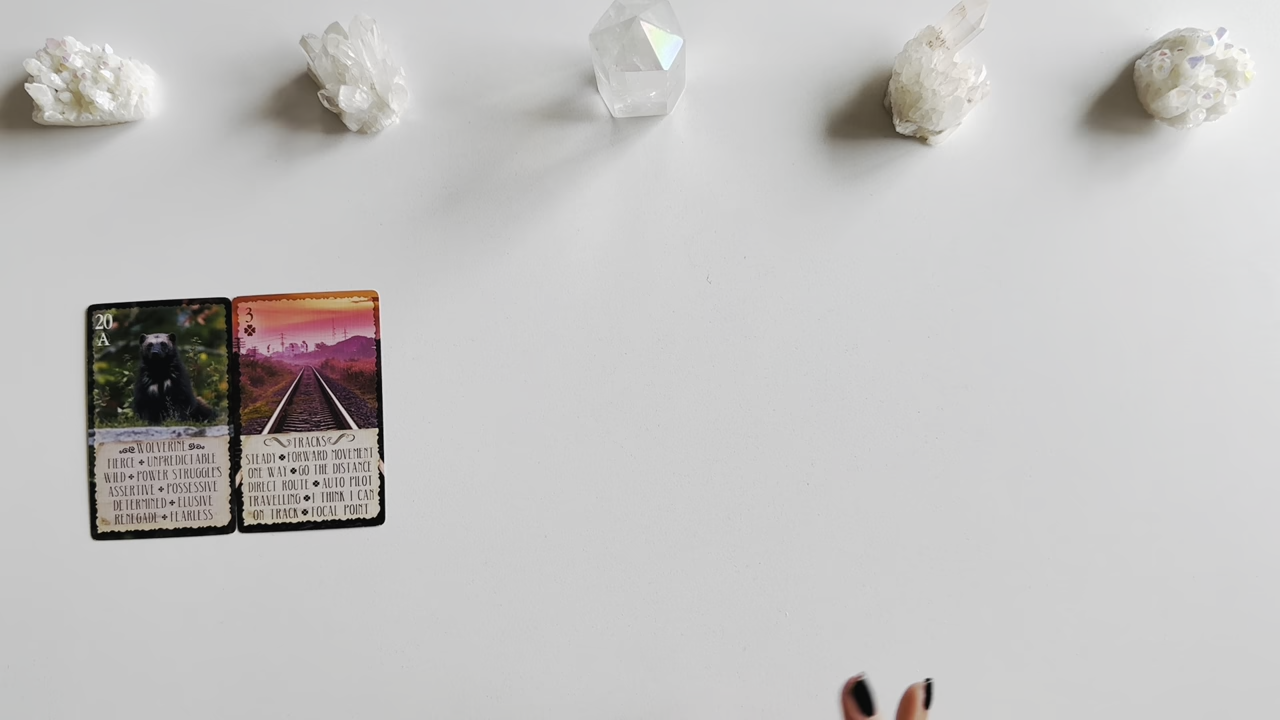 20
A
WOLVERINE
FIERCE ✤ UNPREDICTABLE
WILD ✤ POWER STRUGGLES
ASSERTIVE ✤ POSSESSIVE
DETERMINED ✤ ELUSIVE
RENEGADE ✤ FEARLESS
3
TRACKS
STEADY ✤ FORWARD MOVEMENT
ONE WAY ✤ GO THE DISTANCE
DIRECT ROUTE ✤ AUTO PILOT
TRAVELLING ✤ I THINK I CAN
ON TRACK ✤ FOCAL POINT